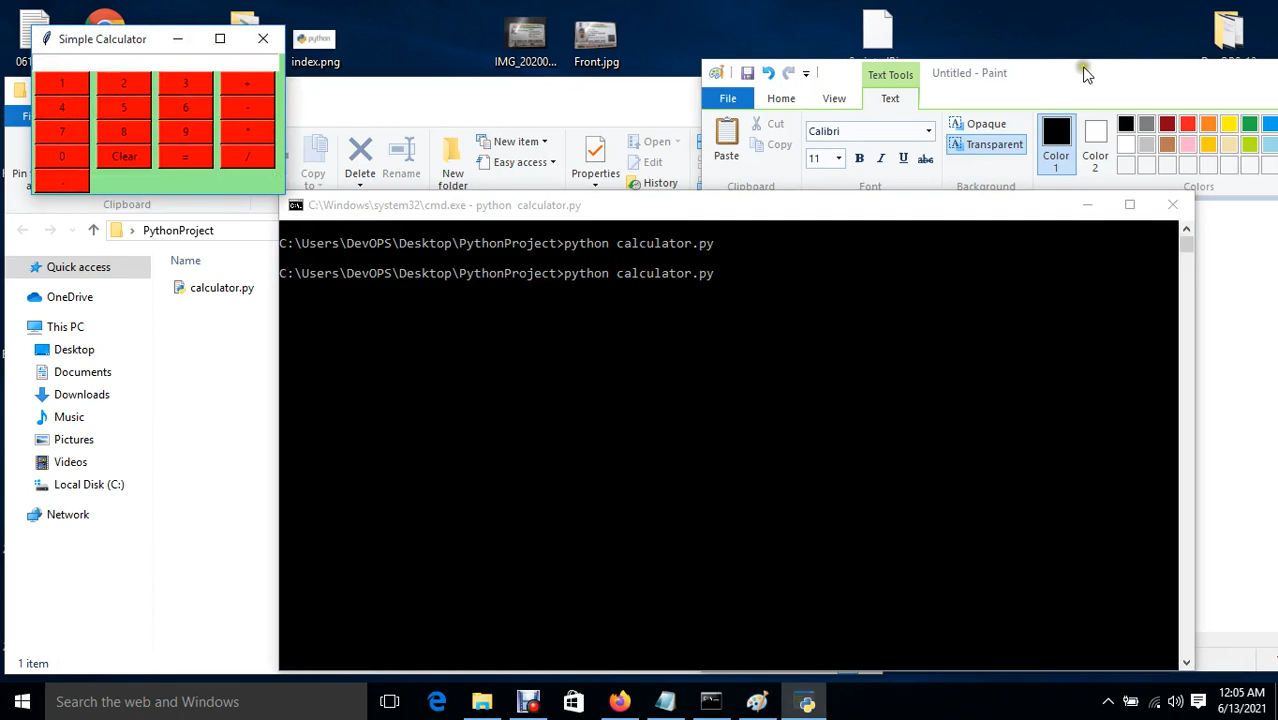 Simple Calculator
1 2 3 +
4 5 6 -
7 8 9 *
0 Clear = /
.
python
index.png
IMG_20200...
Front.jpg
Untitled - Paint
Text Tools
File Home View Text
Paste
Cut
Copy
Calibri
11 B I U abc
Font
Opaque
Transparent
Background
Color 1
Color 2
Colors
Copy to
Delete
Rename
New folder
New item
Easy access
Properties
Open
Edit
History
Clipboard
PythonProject
Name
calculator.py
Quick access
OneDrive
This PC
Desktop
Documents
Downloads
Music
Pictures
Videos
Local Disk (C:)
Network
1 item
C:\Windows\system32\cmd.exe - python  calculator.py
C:\Users\DevOPS\Desktop\PythonProject>python calculator.py
C:\Users\DevOPS\Desktop\PythonProject>python calculator.py
Search the web and Windows
12:05 AM
6/13/2021